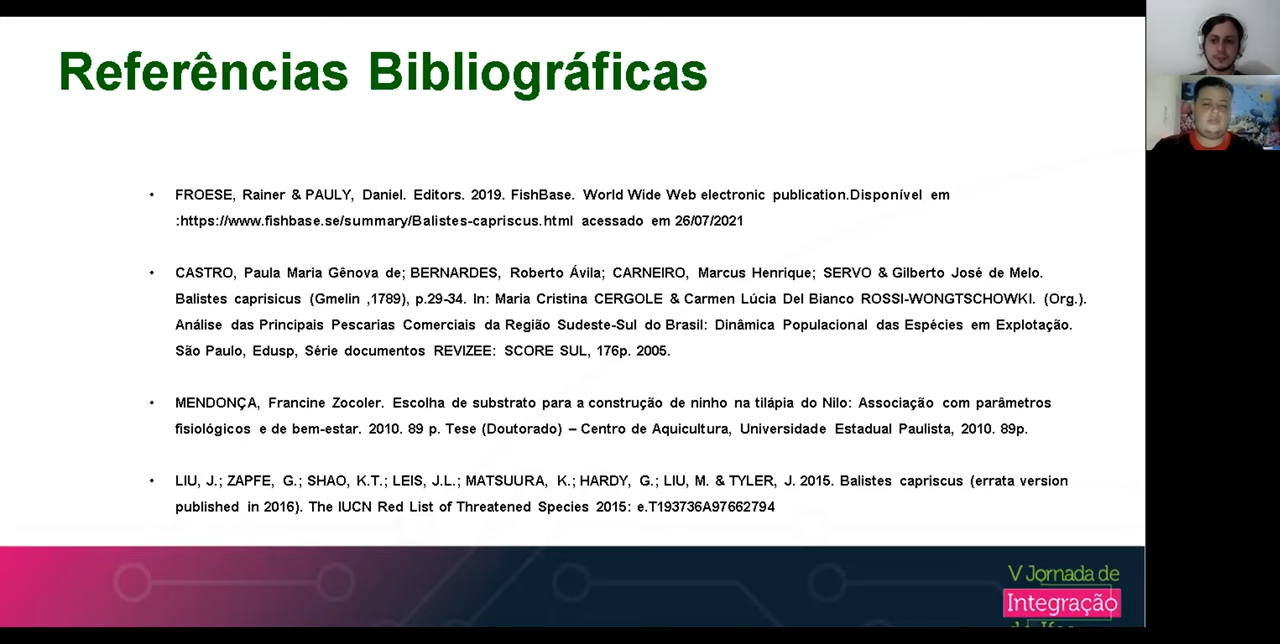 Referências Bibliográficas
• FROESE, Rainer & PAULY, Daniel. Editors. 2019. FishBase. World Wide Web electronic publication.Disponível em
:https://www.fishbase.se/summary/Balistes-capriscus.html acessado em 26/07/2021
• CASTRO, Paula Maria Gênova de; BERNARDES, Roberto Ávila; CARNEIRO, Marcus Henrique; SERVO & Gilberto José de Melo.
Balistes caprisicus (Gmelin ,1789), p.29-34. In: Maria Cristina CERGOLE & Carmen Lúcia Del Bianco ROSSI-WONGTSCHOWKI. (Org.).
Análise das Principais Pescarias Comerciais da Região Sudeste-Sul do Brasil: Dinâmica Populacional das Espécies em Explotação.
São Paulo, Edusp, Série documentos REVIZEE: SCORE SUL, 176p. 2005.
• MENDONÇA, Francine Zocoler. Escolha de substrato para a construção de ninho na tilápia do Nilo: Associação com parâmetros
fisiológicos e de bem-estar. 2010. 89 p. Tese (Doutorado) – Centro de Aquicultura, Universidade Estadual Paulista, 2010. 89p.
• LIU, J.; ZAPFE, G.; SHAO, K.T.; LEIS, J.L.; MATSUURA, K.; HARDY, G.; LIU, M. & TYLER, J. 2015. Balistes capriscus (errata version
published in 2016). The IUCN Red List of Threatened Species 2015: e.T193736A97662794
V Jornada de
Integração